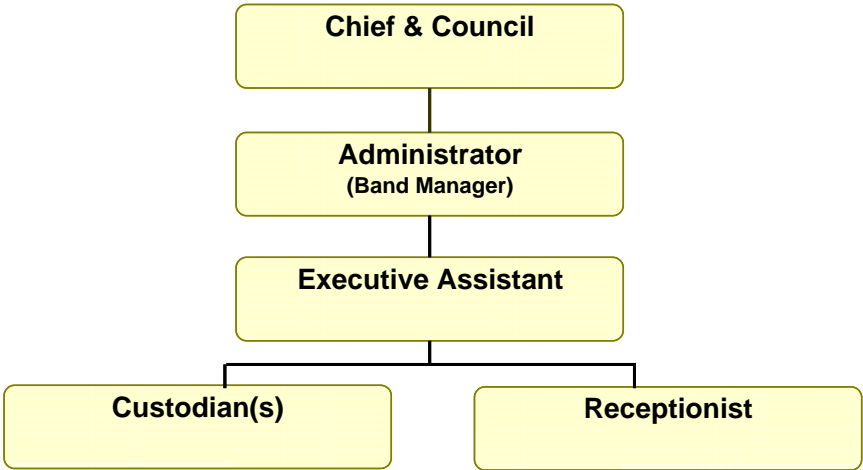 Chief & Council
Administrator
(Band Manager)
Executive Assistant
Custodian(s)
Receptionist